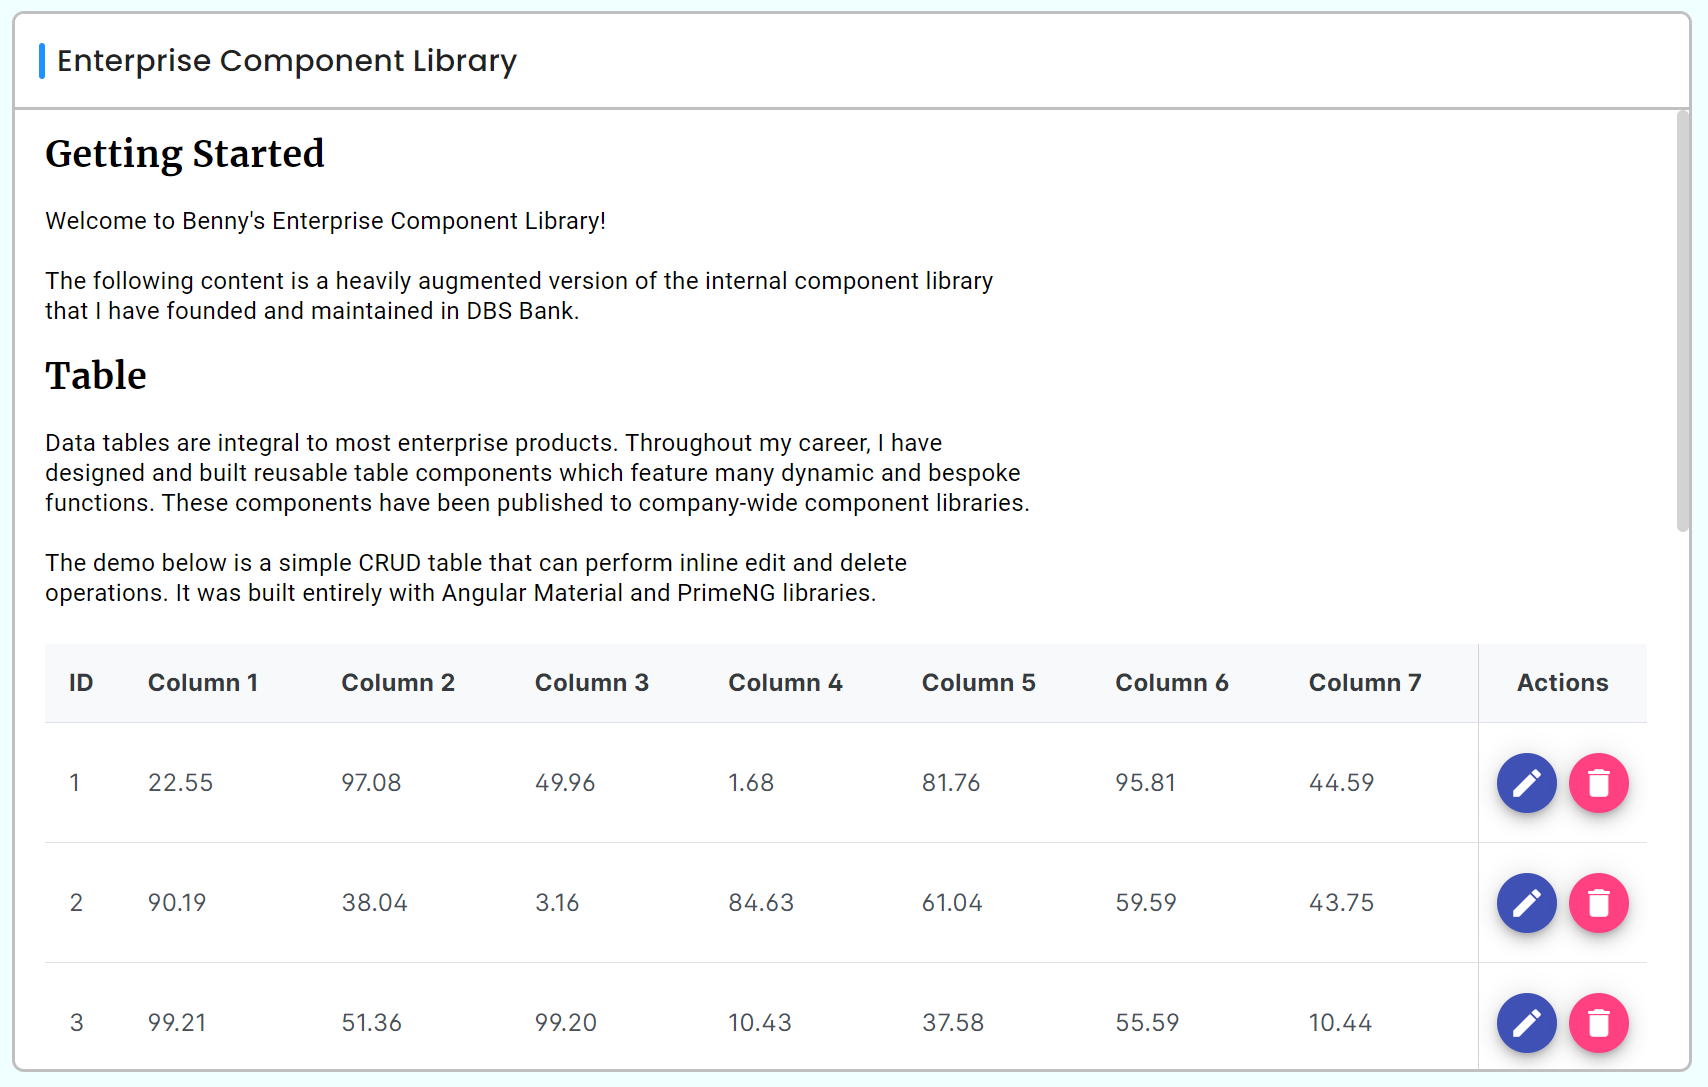 Enterprise Component Library
Getting Started
Welcome to Benny's Enterprise Component Library!
The following content is a heavily augmented version of the internal component library
that I have founded and maintained in DBS Bank.
Table
Data tables are integral to most enterprise products. Throughout my career, I have
designed and built reusable table components which feature many dynamic and bespoke
functions. These components have been published to company-wide component libraries.
The demo below is a simple CRUD table that can perform inline edit and delete
operations. It was built entirely with Angular Material and PrimeNG libraries.
ID Column 1 Column 2 Column 3 Column 4 Column 5 Column 6 Column 7 Actions
1 22.55 97.08 49.96 1.68 81.76 95.81 44.59
2 90.19 38.04 3.16 84.63 61.04 59.59 43.75
3 99.21 51.36 99.20 10.43 37.58 55.59 10.44